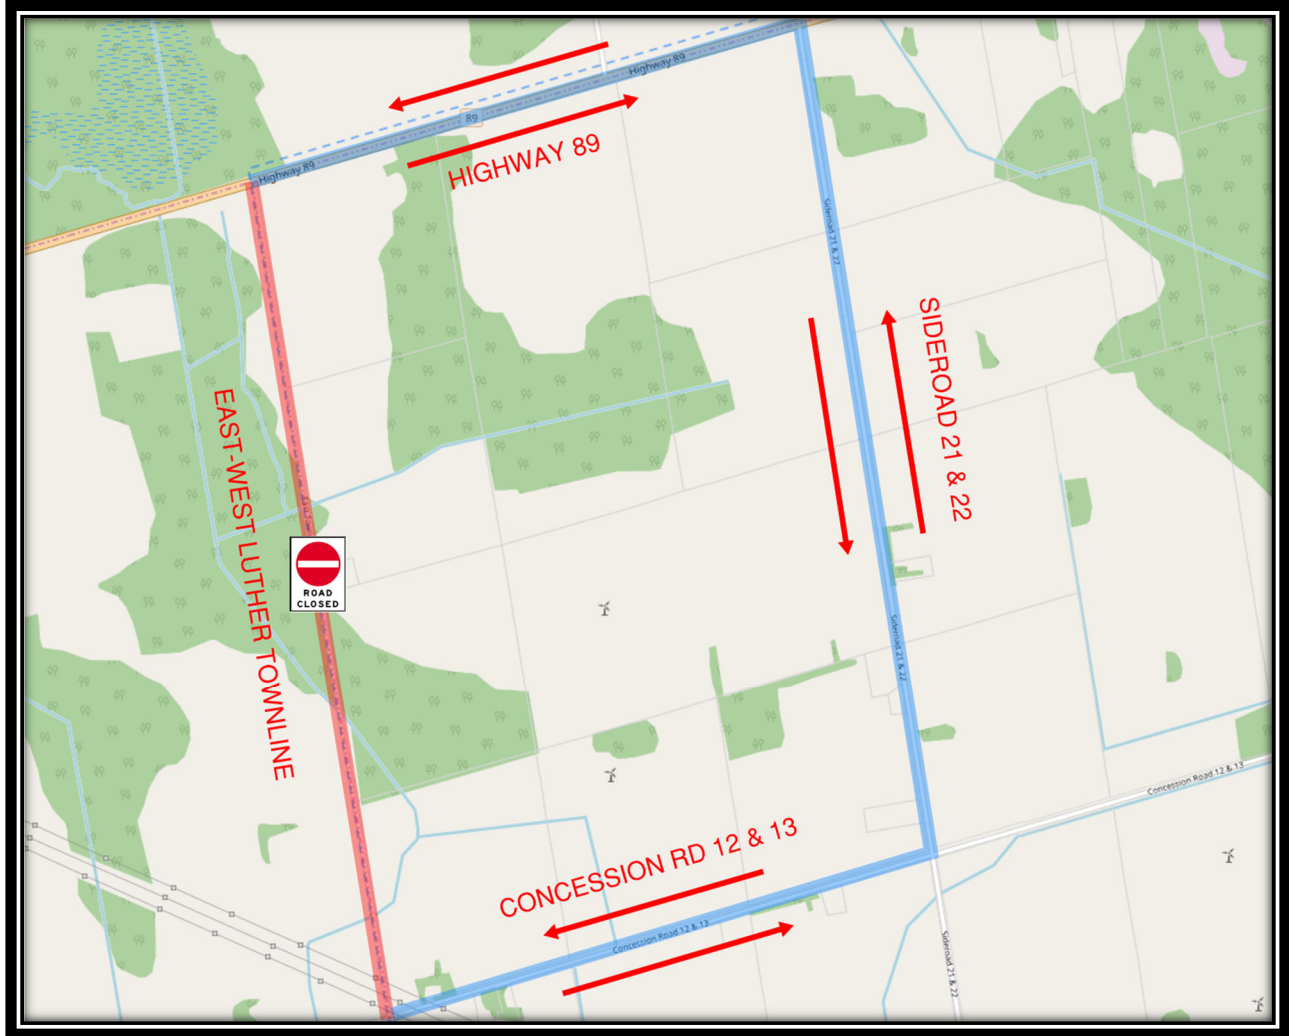 Highway 89
89
Highway 89
HIGHWAY 89
Sideroad 21 & 22
SIDEROAD 21 & 22
EAST-WEST LUTHER TOWNLINE
ROAD
CLOSED
Sideroad 21 & 22
Concession Road 12 & 13
CONCESSION RD 12 & 13
Concession Road 12 & 13
Sideroad 21 & 22